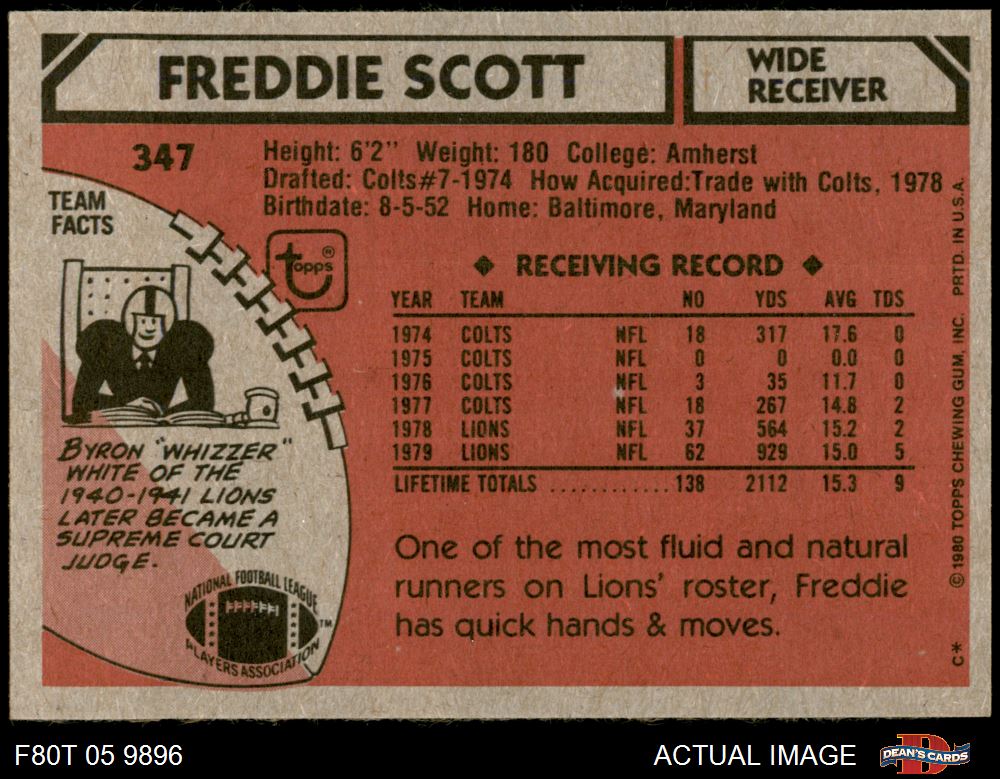 FREDDIE SCOTT
WIDE
RECEIVER
347
Height: 6'2" Weight: 180 College: Amherst
Drafted: Colts#7-1974 How Acquired:Trade with Colts, 1978
Birthdate: 8-5-52 Home: Baltimore, Maryland
TEAM
FACTS
topps®
◆ RECEIVING RECORD ◆
YEAR TEAM NO YDS AVG TDS
1974 COLTS NFL 18 317 17.6 0
1975 COLTS NFL 0 0 0.0 0
1976 COLTS NFL 3 35 11.7 0
1977 COLTS NFL 18 267 14.8 2
1978 LIONS NFL 37 564 15.2 2
1979 LIONS NFL 62 929 15.0 5
LIFETIME TOTALS ............ 138 2112 15.3 9
BYRON "WHIZZER"
WHITE OF THE
1940-1941 LIONS
LATER BECAME A
SUPREME COURT
JUDGE.
NATIONAL FOOTBALL LEAGUE
PLAYERS ASSOCIATION
TM
One of the most fluid and natural
runners on Lions' roster, Freddie
has quick hands & moves.
C* © 1980 TOPPS CHEWING GUM, INC. PRTD. IN U.S.A.
F80T 05 9896
ACTUAL IMAGE
DEAN'S CARDS